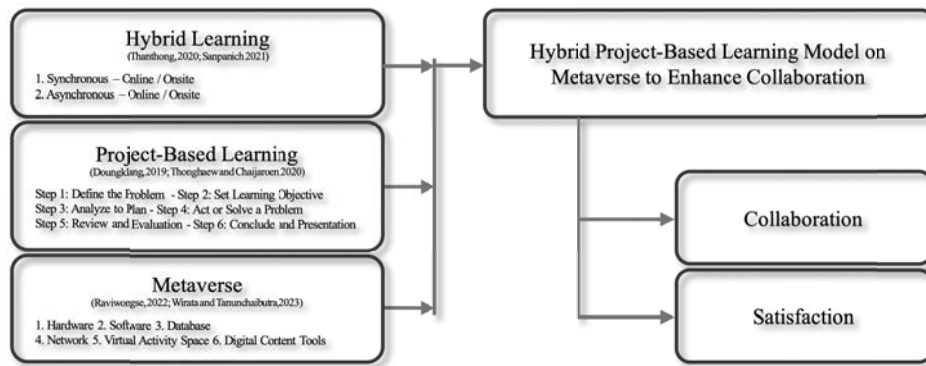 Hybrid Learning
(Thanthong, 2020; Sanpanich 2021)
1. Synchronous – Online / Onsite
2. Asynchronous – Online / Onsite
Project-Based Learning
(Doungklang, 2019; Thonghaew and Chaijaroen, 2020)
Step 1: Define the Problem - Step 2: Set Learning Objective
Step 3: Analyze to Plan - Step 4: Act or Solve a Problem
Step 5: Review and Evaluation - Step 6: Conclude and Presentation
Metaverse
(Raviwongse, 2022; Wirata and Tanunchaibutra, 2023)
1. Hardware 2. Software 3. Database
4. Network 5. Virtual Activity Space 6. Digital Content Tools
Hybrid Project-Based Learning Model on
Metaverse to Enhance Collaboration
Collaboration
Satisfaction